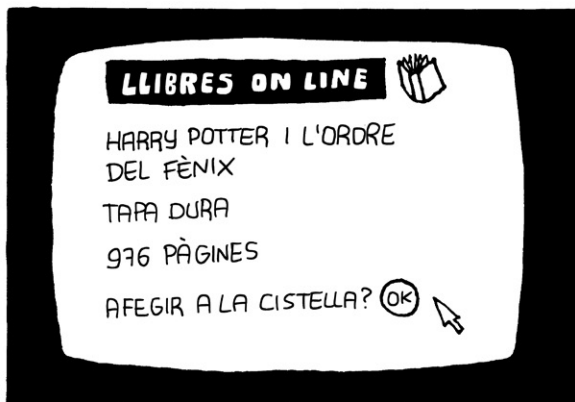 LLIBRES ON LINE
HARRY POTTER I L'ORDRE
DEL FÈNIX
TAPA DURA
976 PÀGINES
AFEGIR A LA CISTELLA? OK